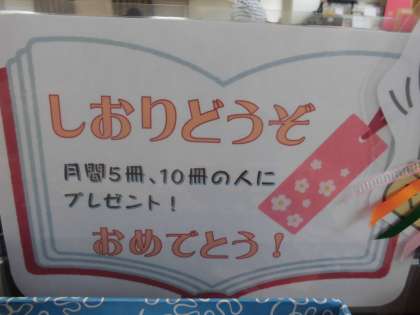 しおりどうぞ
月間5冊、10冊の人に
プレゼント！
おめでとう！